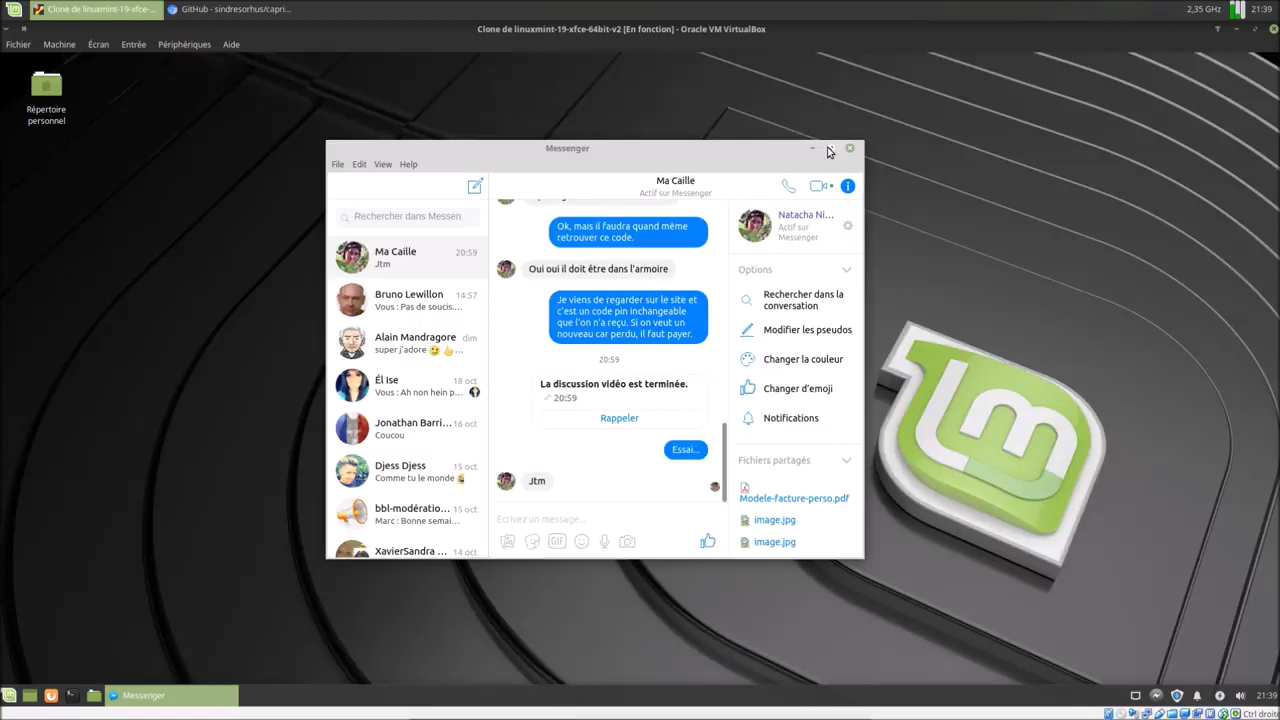 Clone de linuxmint-19-xfce-...
GitHub - sindresorhus/capri...
2,35 GHz
21:39
Clone de linuxmint-19-xfce-64bit-v2 [En fonction] - Oracle VM VirtualBox
Fichier Machine Écran Entrée Périphériques Aide
Répertoire
personnel
Messenger
File Edit View Help
Rechercher dans Messen
Ma Caille 20:59
Jtm
Bruno Lewillon 14:57
Vous : Pas de soucis....
Alain Mandragore dim
super j'adore
Él Ise 18 oct
Vous : Ah non hein p...
Jonathan Barri... 16 oct
Coucou
Djess Djess 15 oct
Comme tu le monde
bbl-modératio... 15 oct
Marc : Bonne semai...
XavierSandra ... 14 oct
Ma Caille
Actif sur Messenger
Ok, mais il faudra quand même
retrouver ce code.
Oui oui il doit être dans l'armoire
Je viens de regarder sur le site et
c'est un code pin inchangeable
que l'on n'a reçu. Si on veut un
nouveau car perdu, il faut payer.
20:59
La discussion vidéo est terminée.
20:59
Rappeler
Essai...
Jtm
Écrivez un message...
GIF
Natacha Ni...
Actif sur
Messenger
Options
Rechercher dans la
conversation
Modifier les pseudos
Changer la couleur
Changer d'emoji
Notifications
Fichiers partagés
Modele-facture-perso.pdf
image.jpg
image.jpg
Messenger
21:39
Ctrl droite